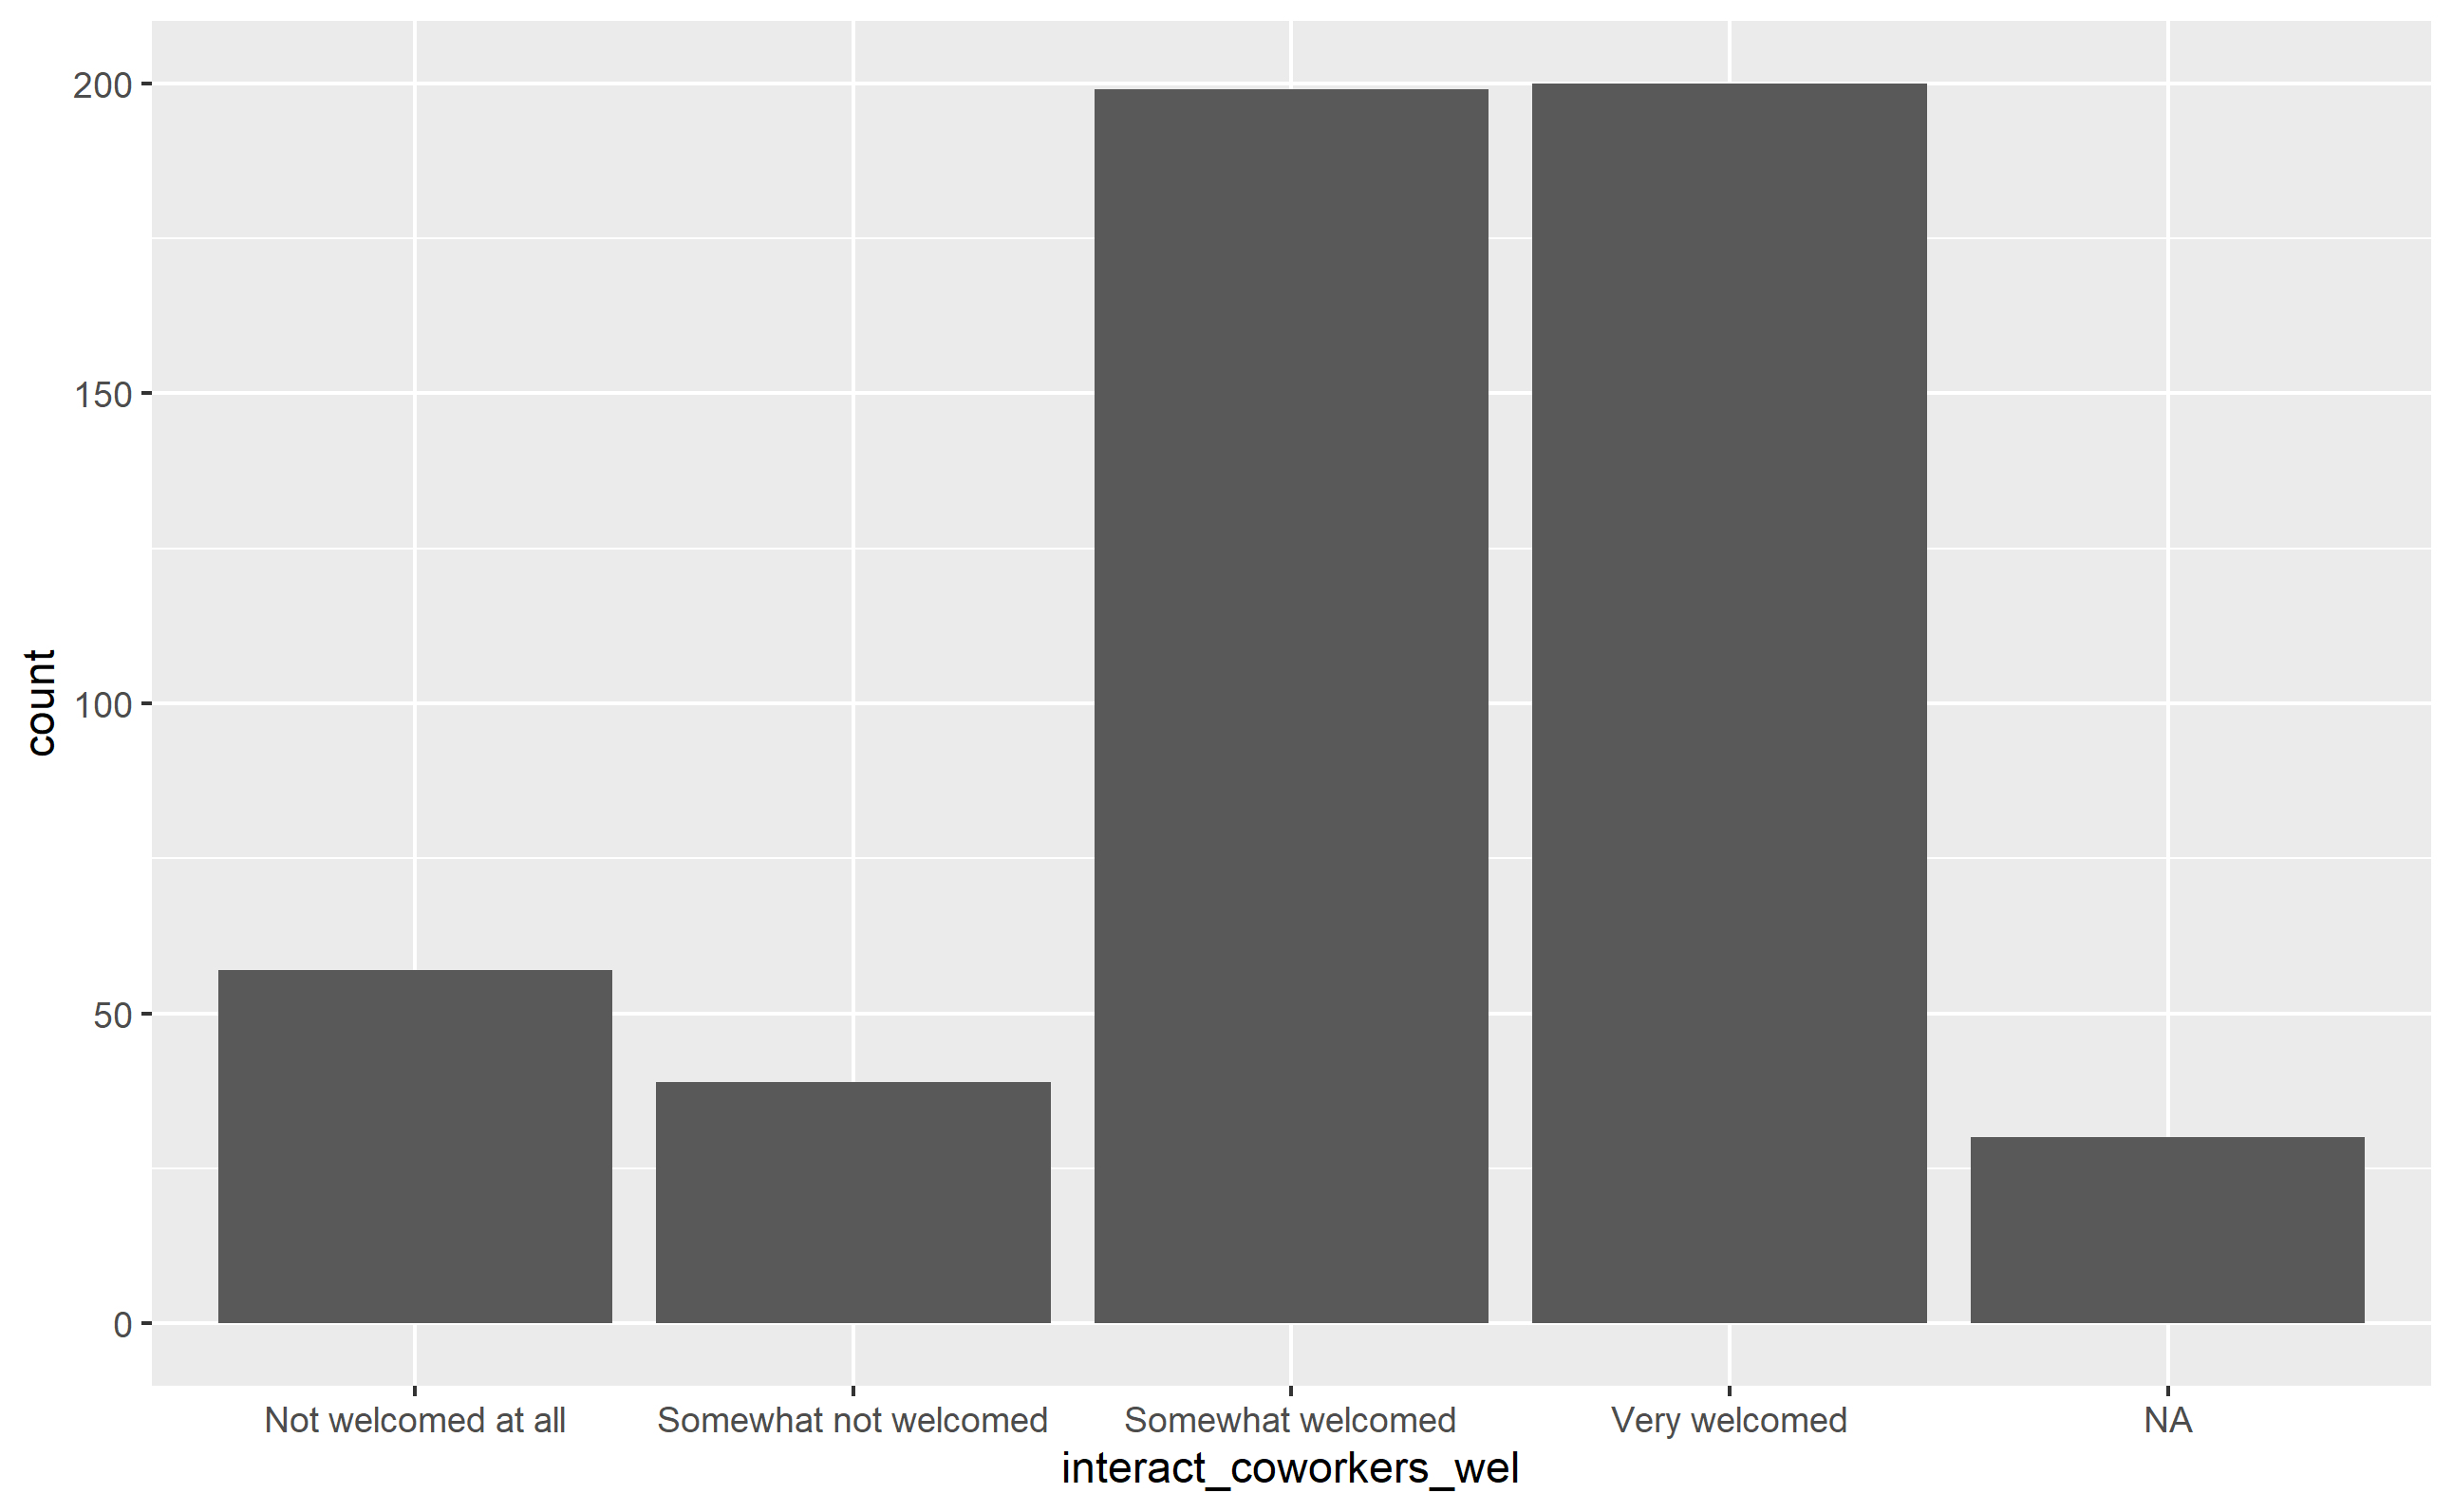 200
150
100
50
0
count
Not welcomed at all
Somewhat not welcomed
Somewhat welcomed
Very welcomed
NA
interact_coworkers_wel